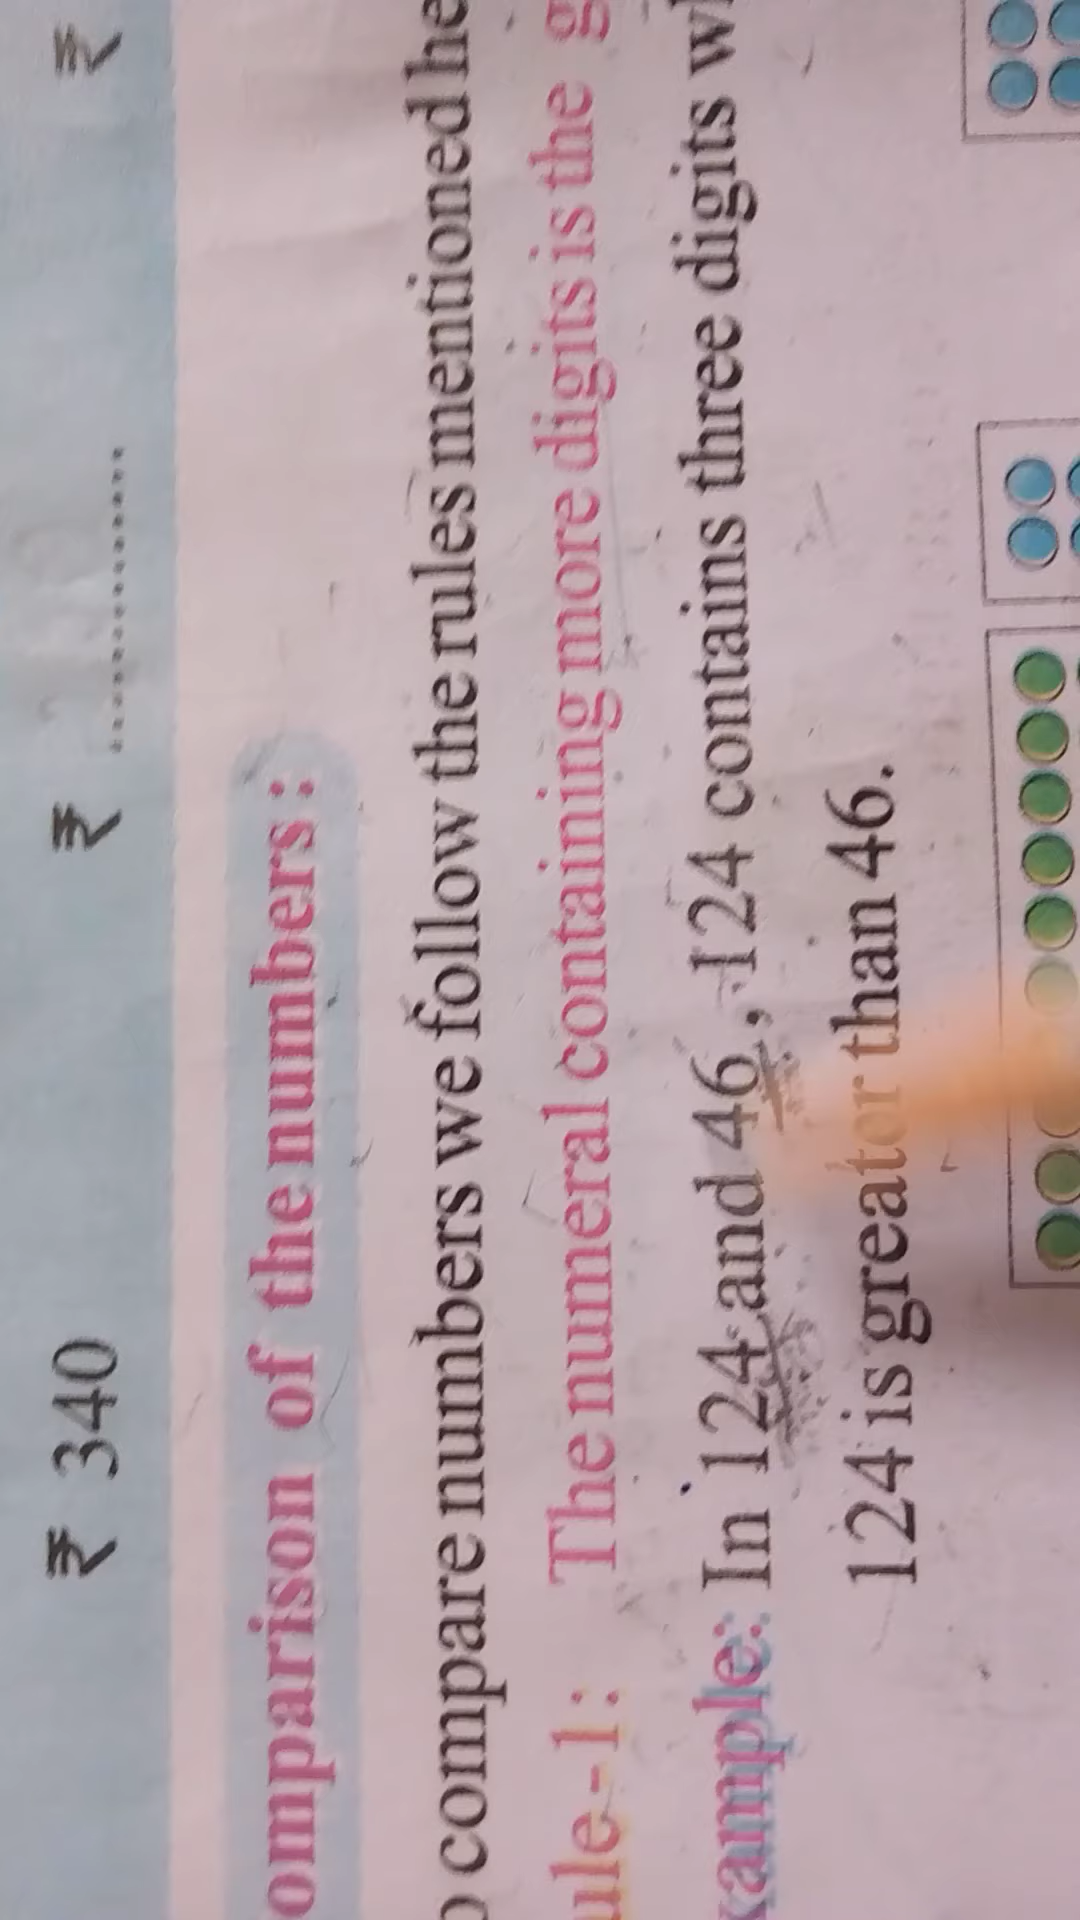 ₹ 340 ₹ .................. ₹
omparison of the numbers :
o compare numbers we follow the rules mentioned he
ule-1: The numeral containing more digits is the g
xample: In 124 and 46, 124 contains three digits wh
124 is greater than 46.